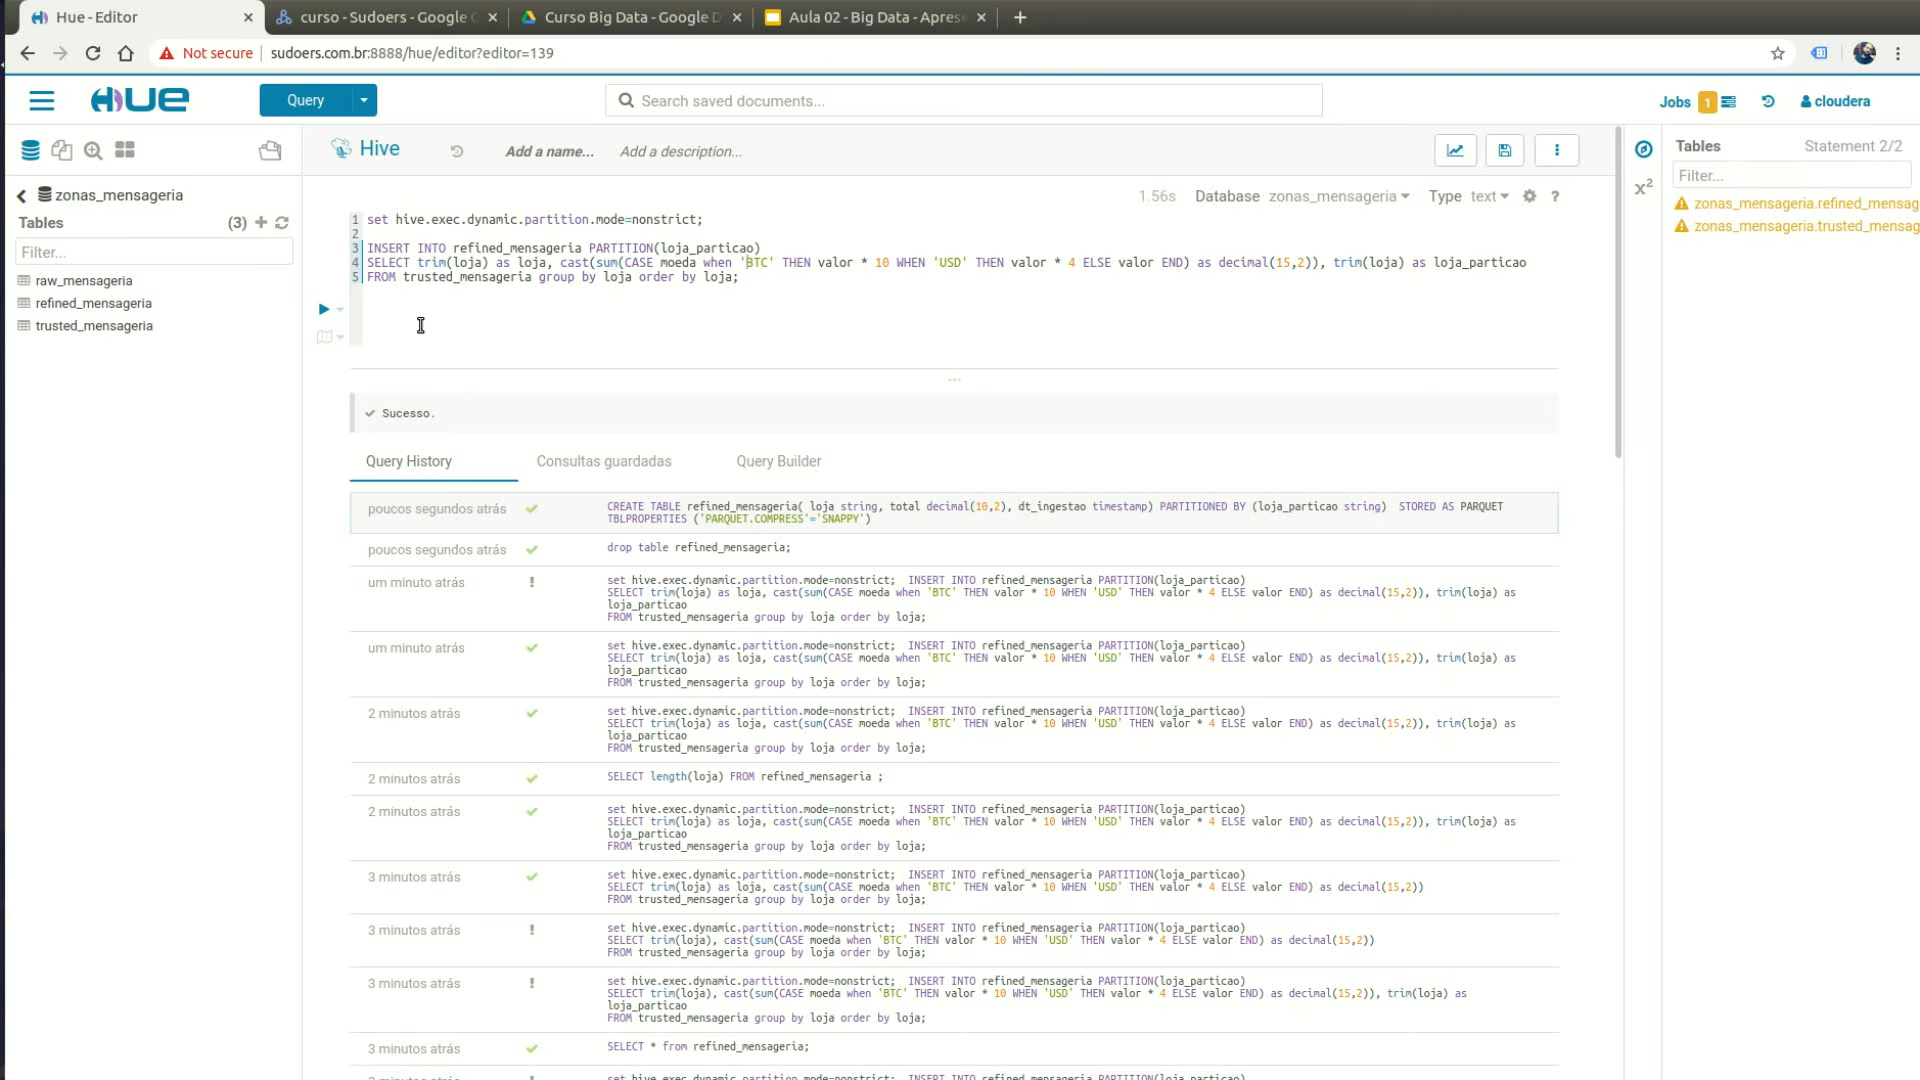 Hue - Editor
curso - Sudoers - Google
Curso Big Data - Google D
Aula 02 - Big Data - Aprese
Not secure
sudoers.com.br:8888/hue/editor?editor=139
HUE
Query
Search saved documents...
Jobs
1
cloudera
Hive
Add a name...
Add a description...
Tables
Statement 2/2
Filter...
zonas_mensageria.refined_mensag
zonas_mensageria.trusted_mensag
zonas_mensageria
Tables
(3)
Filter...
raw_mensageria
refined_mensageria
trusted_mensageria
1.56s
Database zonas_mensageria
Type text
?
1 set hive.exec.dynamic.partition.mode=nonstrict;
2
3 INSERT INTO refined_mensageria PARTITION(loja_particao)
4 SELECT trim(loja) as loja, cast(sum(CASE moeda when 'BTC' THEN valor * 10 WHEN 'USD' THEN valor * 4 ELSE valor END) as decimal(15,2)), trim(loja) as loja_particao
5 FROM trusted_mensageria group by loja order by loja;
Sucesso.
Query History
Consultas guardadas
Query Builder
poucos segundos atrás
CREATE TABLE refined_mensageria( loja string, total decimal(10,2), dt_ingestao timestamp) PARTITIONED BY (loja_particao string) STORED AS PARQUET
TBLPROPERTIES ('PARQUET.COMPRESS'='SNAPPY')
poucos segundos atrás
drop table refined_mensageria;
um minuto atrás
!
set hive.exec.dynamic.partition.mode=nonstrict; INSERT INTO refined_mensageria PARTITION(loja_particao)
SELECT trim(loja) as loja, cast(sum(CASE moeda when 'BTC' THEN valor * 10 WHEN 'USD' THEN valor * 4 ELSE valor END) as decimal(15,2)), trim(loja) as
loja_particao
FROM trusted_mensageria group by loja order by loja;
um minuto atrás
set hive.exec.dynamic.partition.mode=nonstrict; INSERT INTO refined_mensageria PARTITION(loja_particao)
SELECT trim(loja) as loja, cast(sum(CASE moeda when 'BTC' THEN valor * 10 WHEN 'USD' THEN valor * 4 ELSE valor END) as decimal(15,2)), trim(loja) as
loja_particao
FROM trusted_mensageria group by loja order by loja;
2 minutos atrás
set hive.exec.dynamic.partition.mode=nonstrict; INSERT INTO refined_mensageria PARTITION(loja_particao)
SELECT trim(loja) as loja, cast(sum(CASE moeda when 'BTC' THEN valor * 10 WHEN 'USD' THEN valor * 4 ELSE valor END) as decimal(15,2)), trim(loja) as
loja_particao
FROM trusted_mensageria group by loja order by loja;
2 minutos atrás
SELECT length(loja) FROM refined_mensageria ;
2 minutos atrás
set hive.exec.dynamic.partition.mode=nonstrict; INSERT INTO refined_mensageria PARTITION(loja_particao)
SELECT trim(loja) as loja, cast(sum(CASE moeda when 'BTC' THEN valor * 10 WHEN 'USD' THEN valor * 4 ELSE valor END) as decimal(15,2)), trim(loja) as
loja_particao
FROM trusted_mensageria group by loja order by loja;
3 minutos atrás
set hive.exec.dynamic.partition.mode=nonstrict; INSERT INTO refined_mensageria PARTITION(loja_particao)
SELECT trim(loja) as loja, cast(sum(CASE moeda when 'BTC' THEN valor * 10 WHEN 'USD' THEN valor * 4 ELSE valor END) as decimal(15,2))
FROM trusted_mensageria group by loja order by loja;
3 minutos atrás
!
set hive.exec.dynamic.partition.mode=nonstrict; INSERT INTO refined_mensageria PARTITION(loja_particao)
SELECT trim(loja), cast(sum(CASE moeda when 'BTC' THEN valor * 10 WHEN 'USD' THEN valor * 4 ELSE valor END) as decimal(15,2))
FROM trusted_mensageria group by loja order by loja;
3 minutos atrás
!
set hive.exec.dynamic.partition.mode=nonstrict; INSERT INTO refined_mensageria PARTITION(loja_particao)
SELECT trim(loja), cast(sum(CASE moeda when 'BTC' THEN valor * 10 WHEN 'USD' THEN valor * 4 ELSE valor END) as decimal(15,2)), trim(loja) as
loja_particao
FROM trusted_mensageria group by loja order by loja;
3 minutos atrás
SELECT * from refined_mensageria;